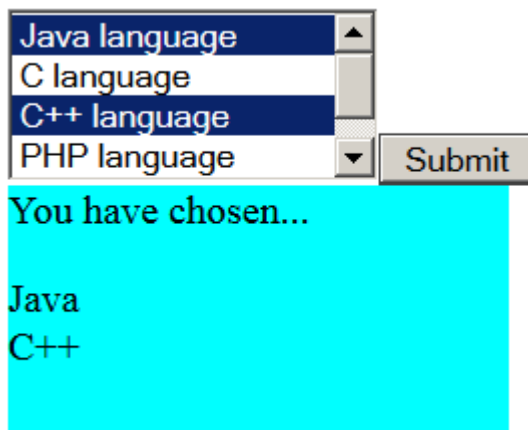 Java language
C language
C++ language
PHP language
Submit
You have chosen...
Java
C++